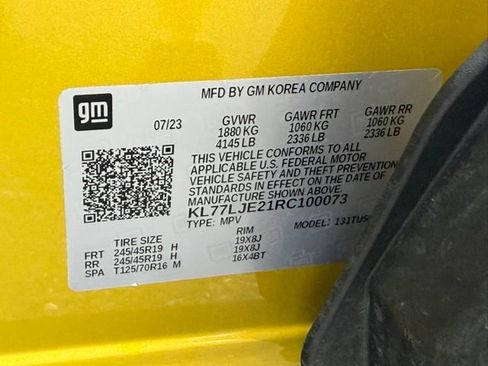 gm
MFD BY GM KOREA COMPANY
07/23 GVWR GAWR FRT GAWR RR
1880 KG 1060 KG 1060 KG
4145 LB 2336 LB 2336 LB
THIS VEHICLE CONFORMS TO ALL
APPLICABLE U.S. FEDERAL MOTOR
VEHICLE SAFETY AND THEFT PREVENTION
STANDARDS IN EFFECT ON THE DATE OF
MANUFACTURE SHOWN ABOVE.
KL77LJE21RC100073
TYPE: MPV MODEL: 131TU5
TIRE SIZE RIM
FRT 245/45R19 H 19X8J
RR 245/45R19 H 19X8J
SPA T125/70R16 M 16X4BT